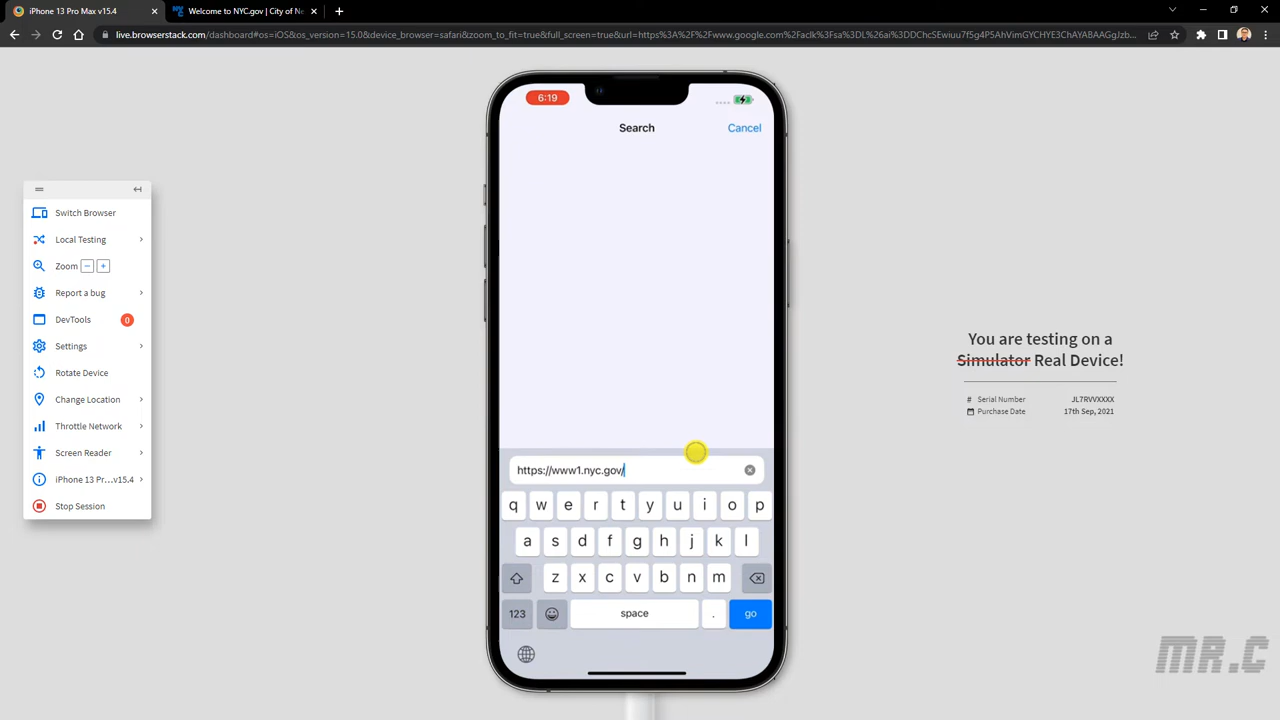 iPhone 13 Pro Max v15.4
Welcome to NYC.gov | City of Ne
live.browserstack.com/dashboard#os=iOS&os_version=15.0&device_browser=safari&zoom_to_fit=true&full_screen=true&url=https%3A%2F%2Fwww.google.com%2Faclk%3Fsa%3DL%26ai%3DDChcSEwiuu7f5g4P5AhVimGYCHYE3ChAYABAAGgJzb...
6:19
Search
Cancel
Switch Browser
Local Testing
Zoom
Report a bug
DevTools 0
Settings
Rotate Device
Change Location
Throttle Network
Screen Reader
iPhone 13 Pr...v15.4
Stop Session
You are testing on a
Simulator Real Device!
# Serial Number JL7RVVXXXX
Purchase Date 17th Sep, 2021
https://www1.nyc.gov/
q w e r t y u i o p
a s d f g h j k l
z x c v b n m
123 space . go
MR.C